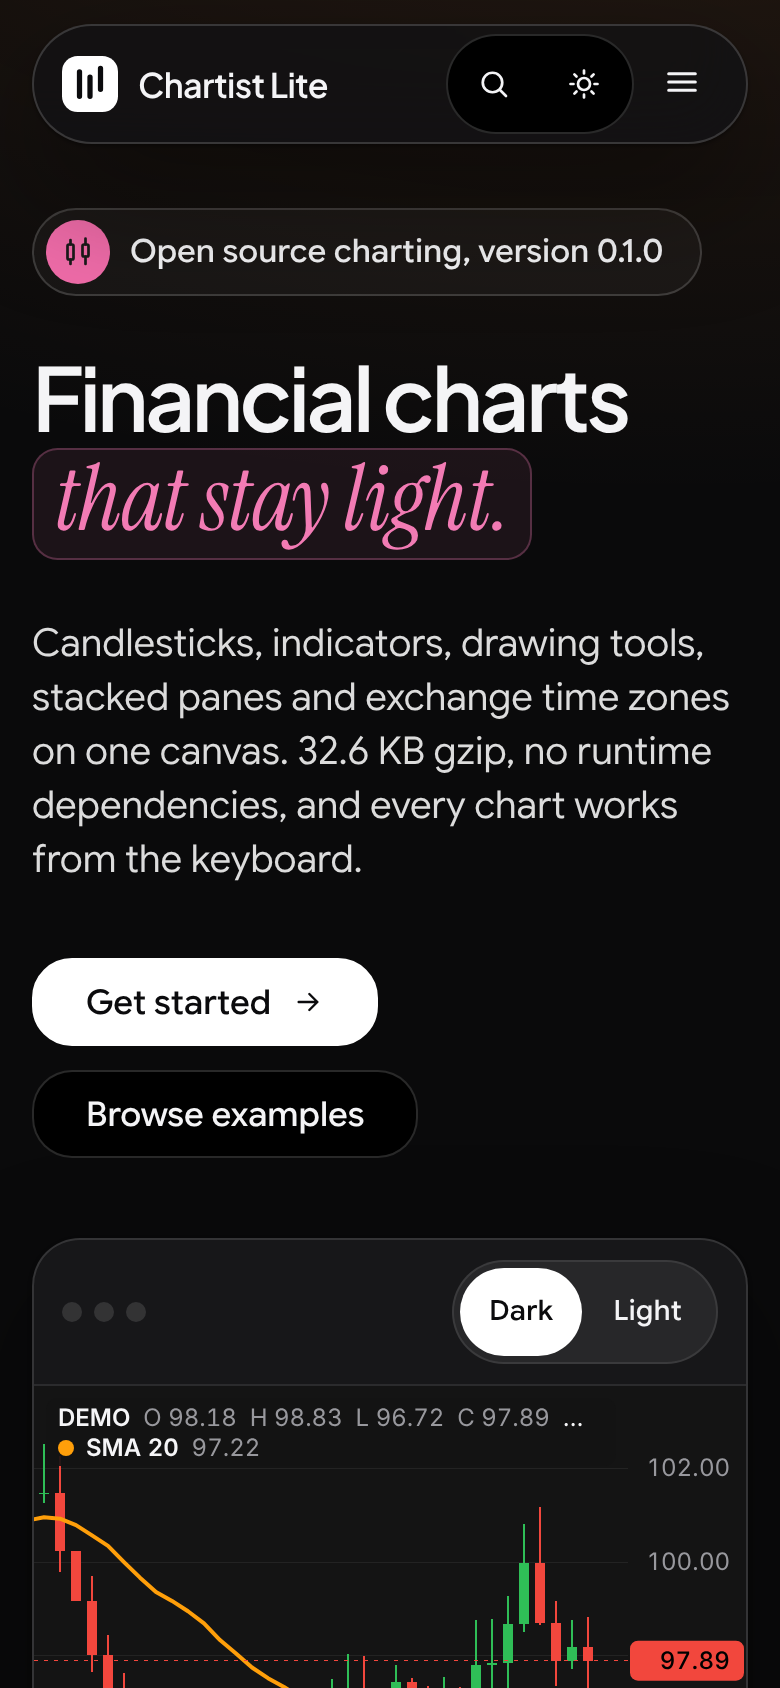 Chartist Lite
Open source charting, version 0.1.0
Financial charts
that stay light.
Candlesticks, indicators, drawing tools,
stacked panes and exchange time zones
on one canvas. 32.6 KB gzip, no runtime
dependencies, and every chart works
from the keyboard.
Get started →
Browse examples
Dark Light
DEMO O 98.18 H 98.83 L 96.72 C 97.89 ...
SMA 20 97.22
102.00
100.00
97.89